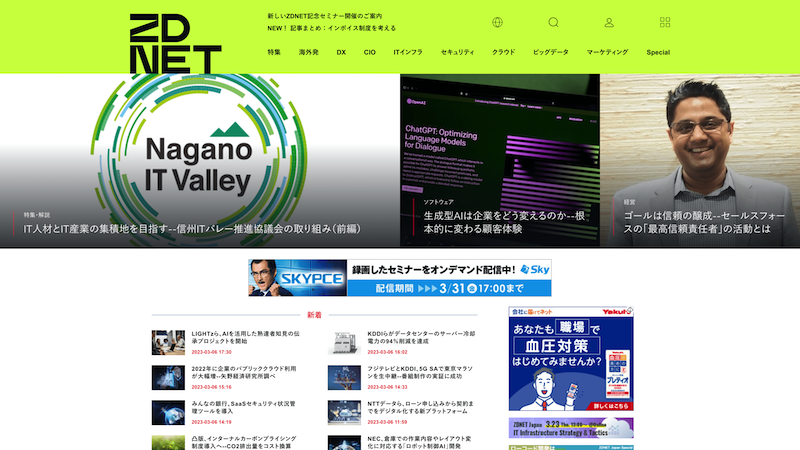 ZD
NET
新しいZDNET記念セミナー開催のご案内
NEW！ 記事まとめ：インボイス制度を考える
特集 海外発 DX CIO ITインフラ セキュリティ クラウド ビッグデータ マーケティング Special
Nagano
IT Valley
特集・解説
IT人材とIT産業の集積地を目指す--信州ITバレー推進協議会の取り組み（前編）
OpenAI
ChatGPT: Optimizing
Language Models
for Dialogue
ソフトウェア
生成型AIは企業をどう変えるのか--根
本的に変わる顧客体験
経営
ゴールは信頼の醸成--セールスフォー
スの「最高信頼責任者」の活動とは
SKYPCE
録画したセミナーをオンデマンド配信中！ Sky
配信期間 3/31 金 17:00まで
新着
LIGHTzら、AIを活用した熟達者知見の伝
承プロジェクトを開始
2023-03-06 17:30
KDDIらがデータセンターのサーバー冷却
電力の94％削減を達成
2023-03-06 16:02
2022年に企業のパブリッククラウド利用
が大幅増--矢野経済研究所調べ
2023-03-06 15:16
フジテレビとKDDI、5G SAで東京マラソ
ンを生中継--番組制作の実証に成功
2023-03-06 14:33
みんなの銀行、SaaSセキュリティ状況管
理ツールを導入
2023-03-06 14:19
NTTデータら、ローン申し込みから契約ま
でをデジタル化する新プラットフォーム
2023-03-06 11:59
凸版、インターナルカーボンプライシング
制度導入へ--CO2排出量をコスト換算
NEC、倉庫での作業内容やレイアウト変
化に対応する「ロボット制御AI」開発
会社に届けてネット Yakult
あなたも 職場 で
血圧対策
はじめてみませんか？
プレティオ
詳しくはこちら
ZDNET Japan 3.23 Thu. 13:00~ @Online
IT Infrastructure Strategy & Tactics
ZDNET Japan Special